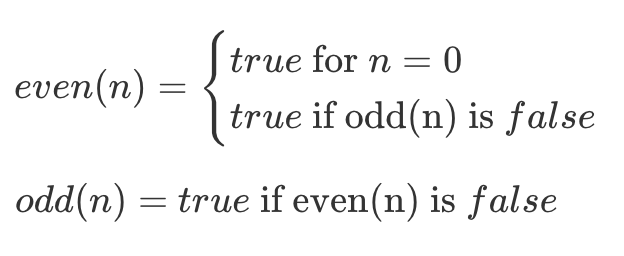 true for n = 0
even(n) = {
true if odd(n) is false
odd(n) = true if even(n) is false